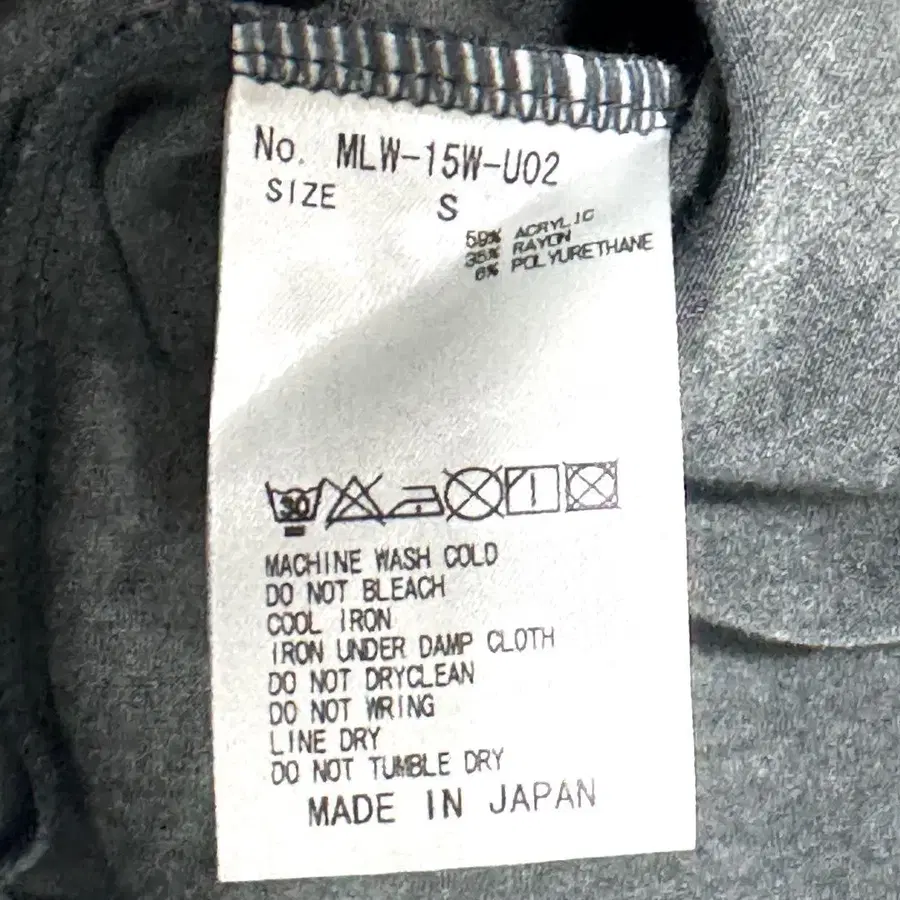 No. MLW-15W-U02
SIZE S
59% ACRYLIC
35% RAYON
6% POLYURETHANE
30
MACHINE WASH COLD
DO NOT BLEACH
COOL IRON
IRON UNDER DAMP CLOTH
DO NOT DRYCLEAN
DO NOT WRING
LINE DRY
DO NOT TUMBLE DRY
MADE IN JAPAN